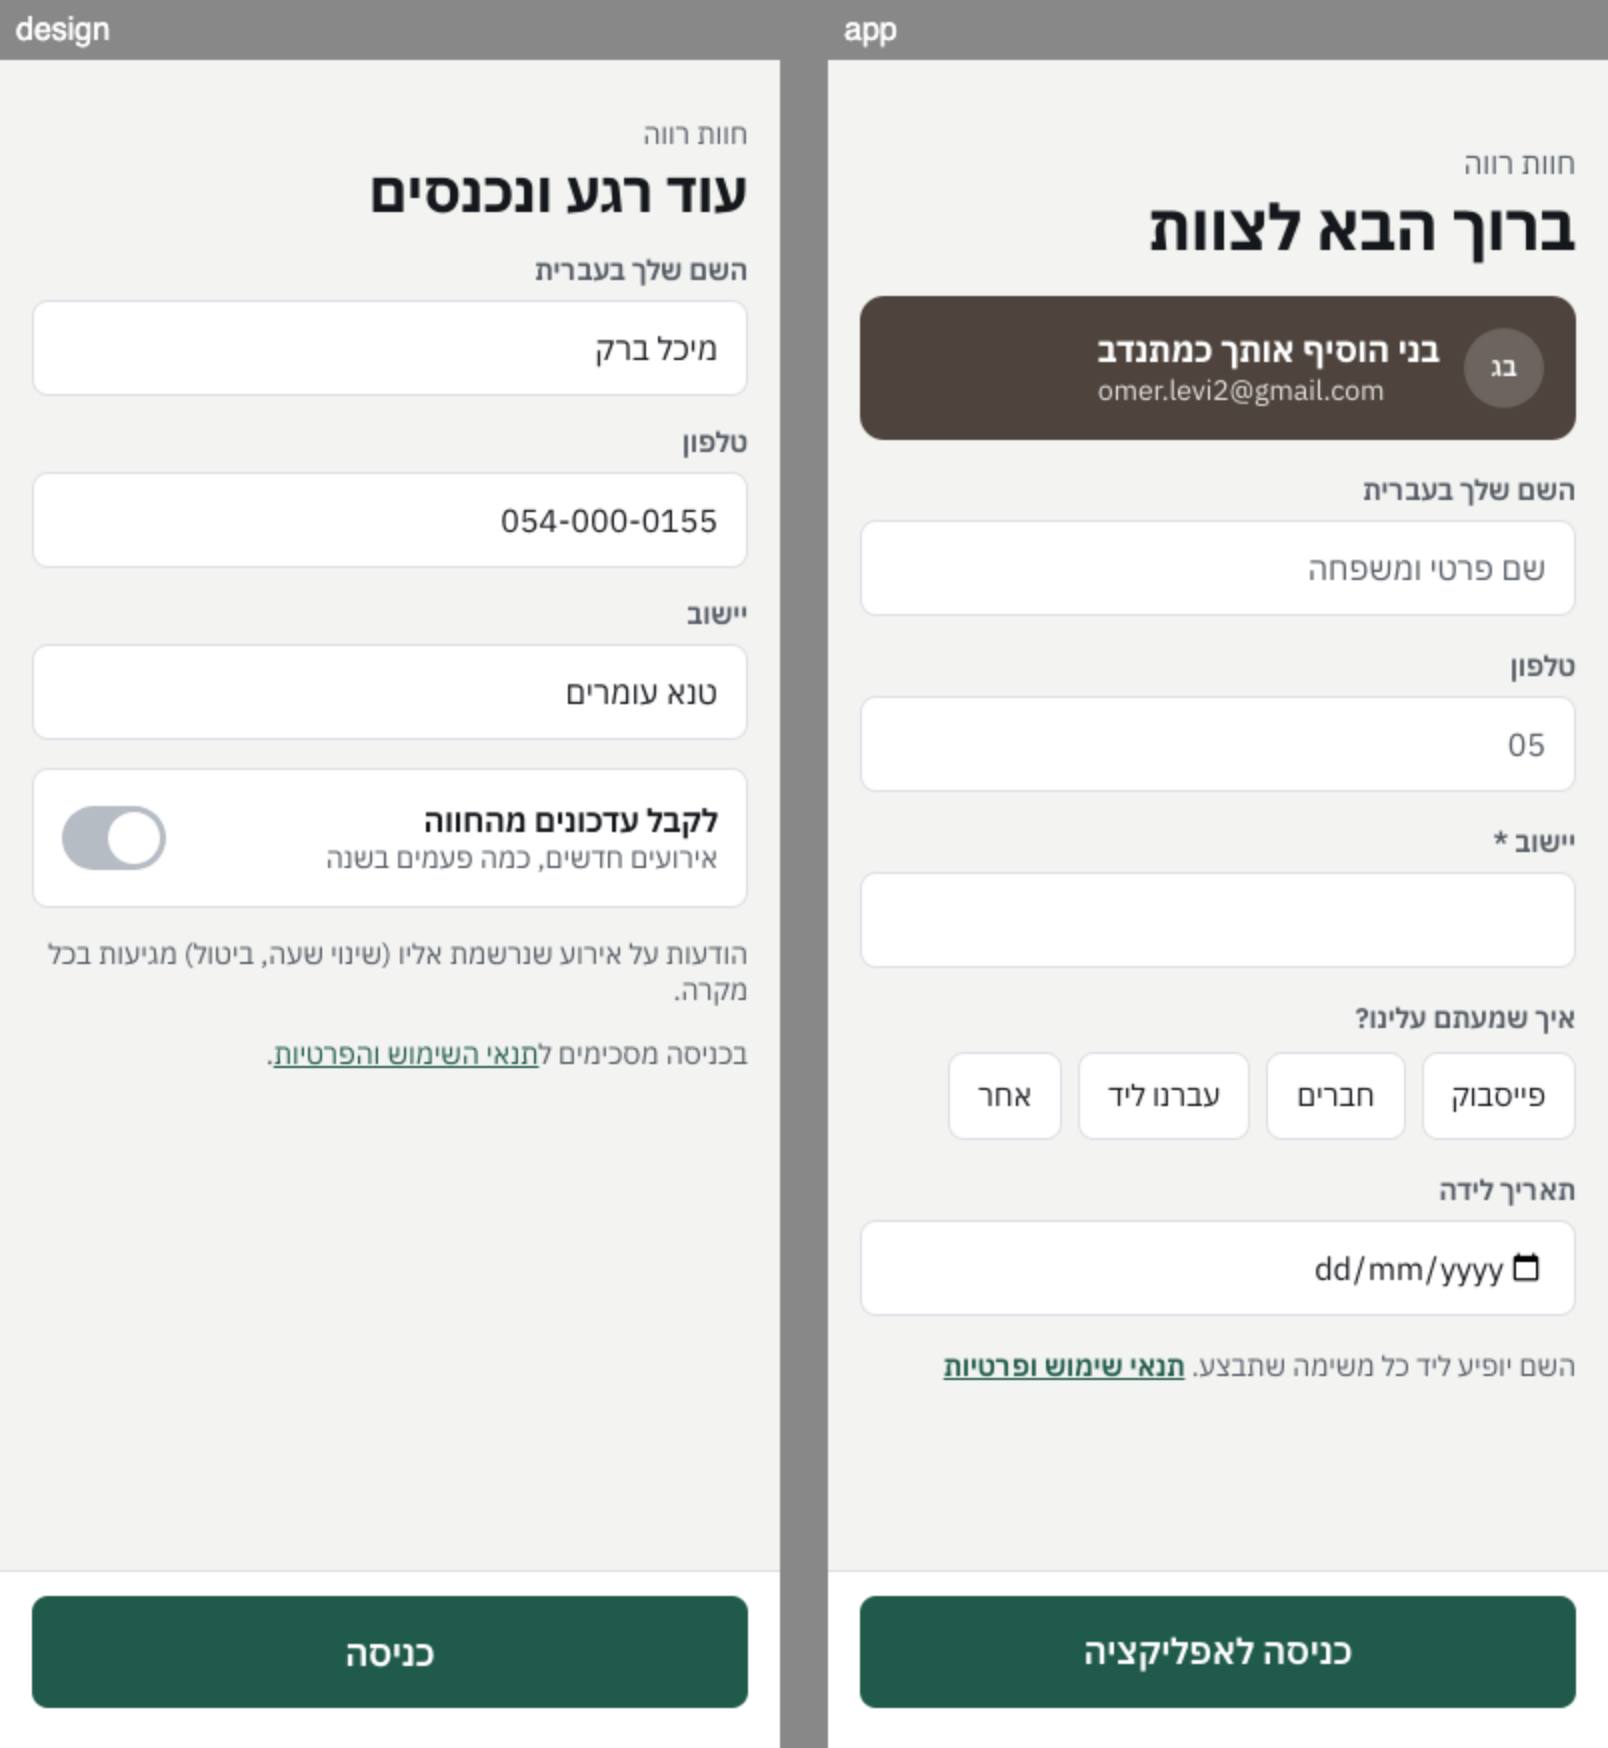 design
חוות רווה
עוד רגע ונכנסים
השם שלך בעברית
מיכל ברק
טלפון
054-000-0155
יישוב
טנא עומרים
לקבל עדכונים מהחווה
אירועים חדשים, כמה פעמים בשנה
הודעות על אירוע שנרשמת אליו (שינוי שעה, ביטול) מגיעות בכל
מקרה.
בכניסה מסכימים לתנאי השימוש והפרטיות.
כניסה
app
חוות רווה
ברוך הבא לצוות
בג
בני הוסיף אותך כמתנדב
omer.levi2@gmail.com
השם שלך בעברית
שם פרטי ומשפחה
טלפון
05
יישוב *
איך שמעתם עלינו?
פייסבוק חברים עברנו ליד אחר
תאריך לידה
dd/mm/yyyy
השם יופיע ליד כל משימה שתבצע. תנאי שימוש ופרטיות
כניסה לאפליקציה